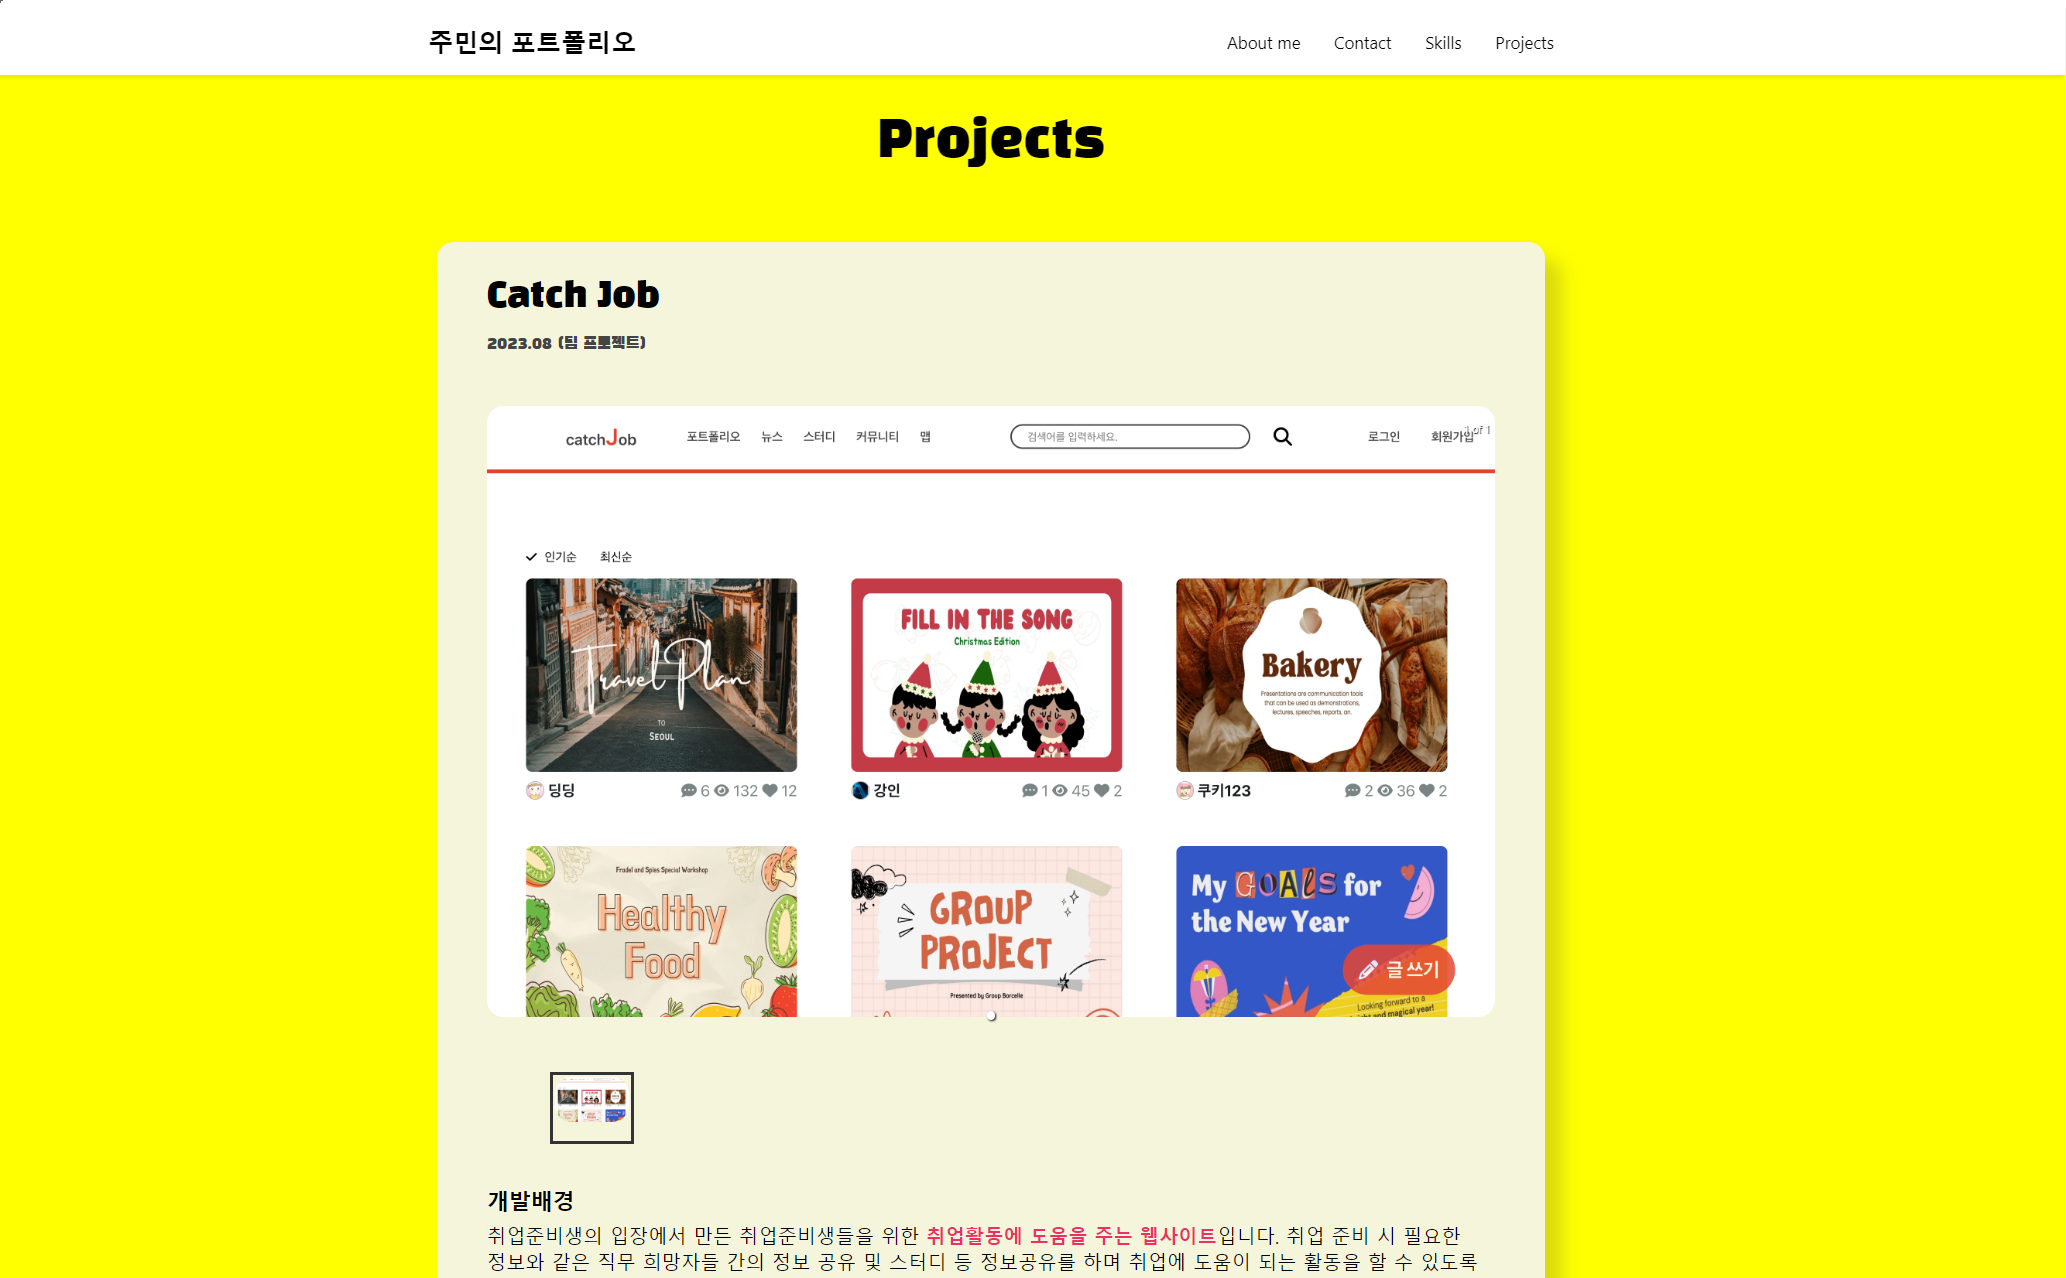 주민의 포트폴리오
About me Contact Skills Projects
Projects
Catch Job
2023.08 (팀 프로젝트)
catchJob 포트폴리오 뉴스 스터디 커뮤니티 맵 검색어를 입력하세요. 로그인 회원가입 1 of 1
인기순 최신순
Travel Plan
TO
SEOUL
FILL IN THE SONG
Christmas Edition
Bakery
Presentations are communication tools
that can be used as demonstrations,
lectures, speeches, reports, an.
딩딩 6 132 12
강인 1 45 2
쿠키123 2 36 2
Fradel and Spies Special Workshop
Healthy
Food
GROUP
PROJECT
Presented by Group Borcelle
My GOALS for
the New Year
글 쓰기
Looking forward to a
bright and magical year!
개발배경
취업준비생의 입장에서 만든 취업준비생들을 위한 취업활동에 도움을 주는 웹사이트입니다. 취업 준비 시 필요한
정보와 같은 직무 희망자들 간의 정보 공유 및 스터디 등 정보공유를 하며 취업에 도움이 되는 활동을 할 수 있도록